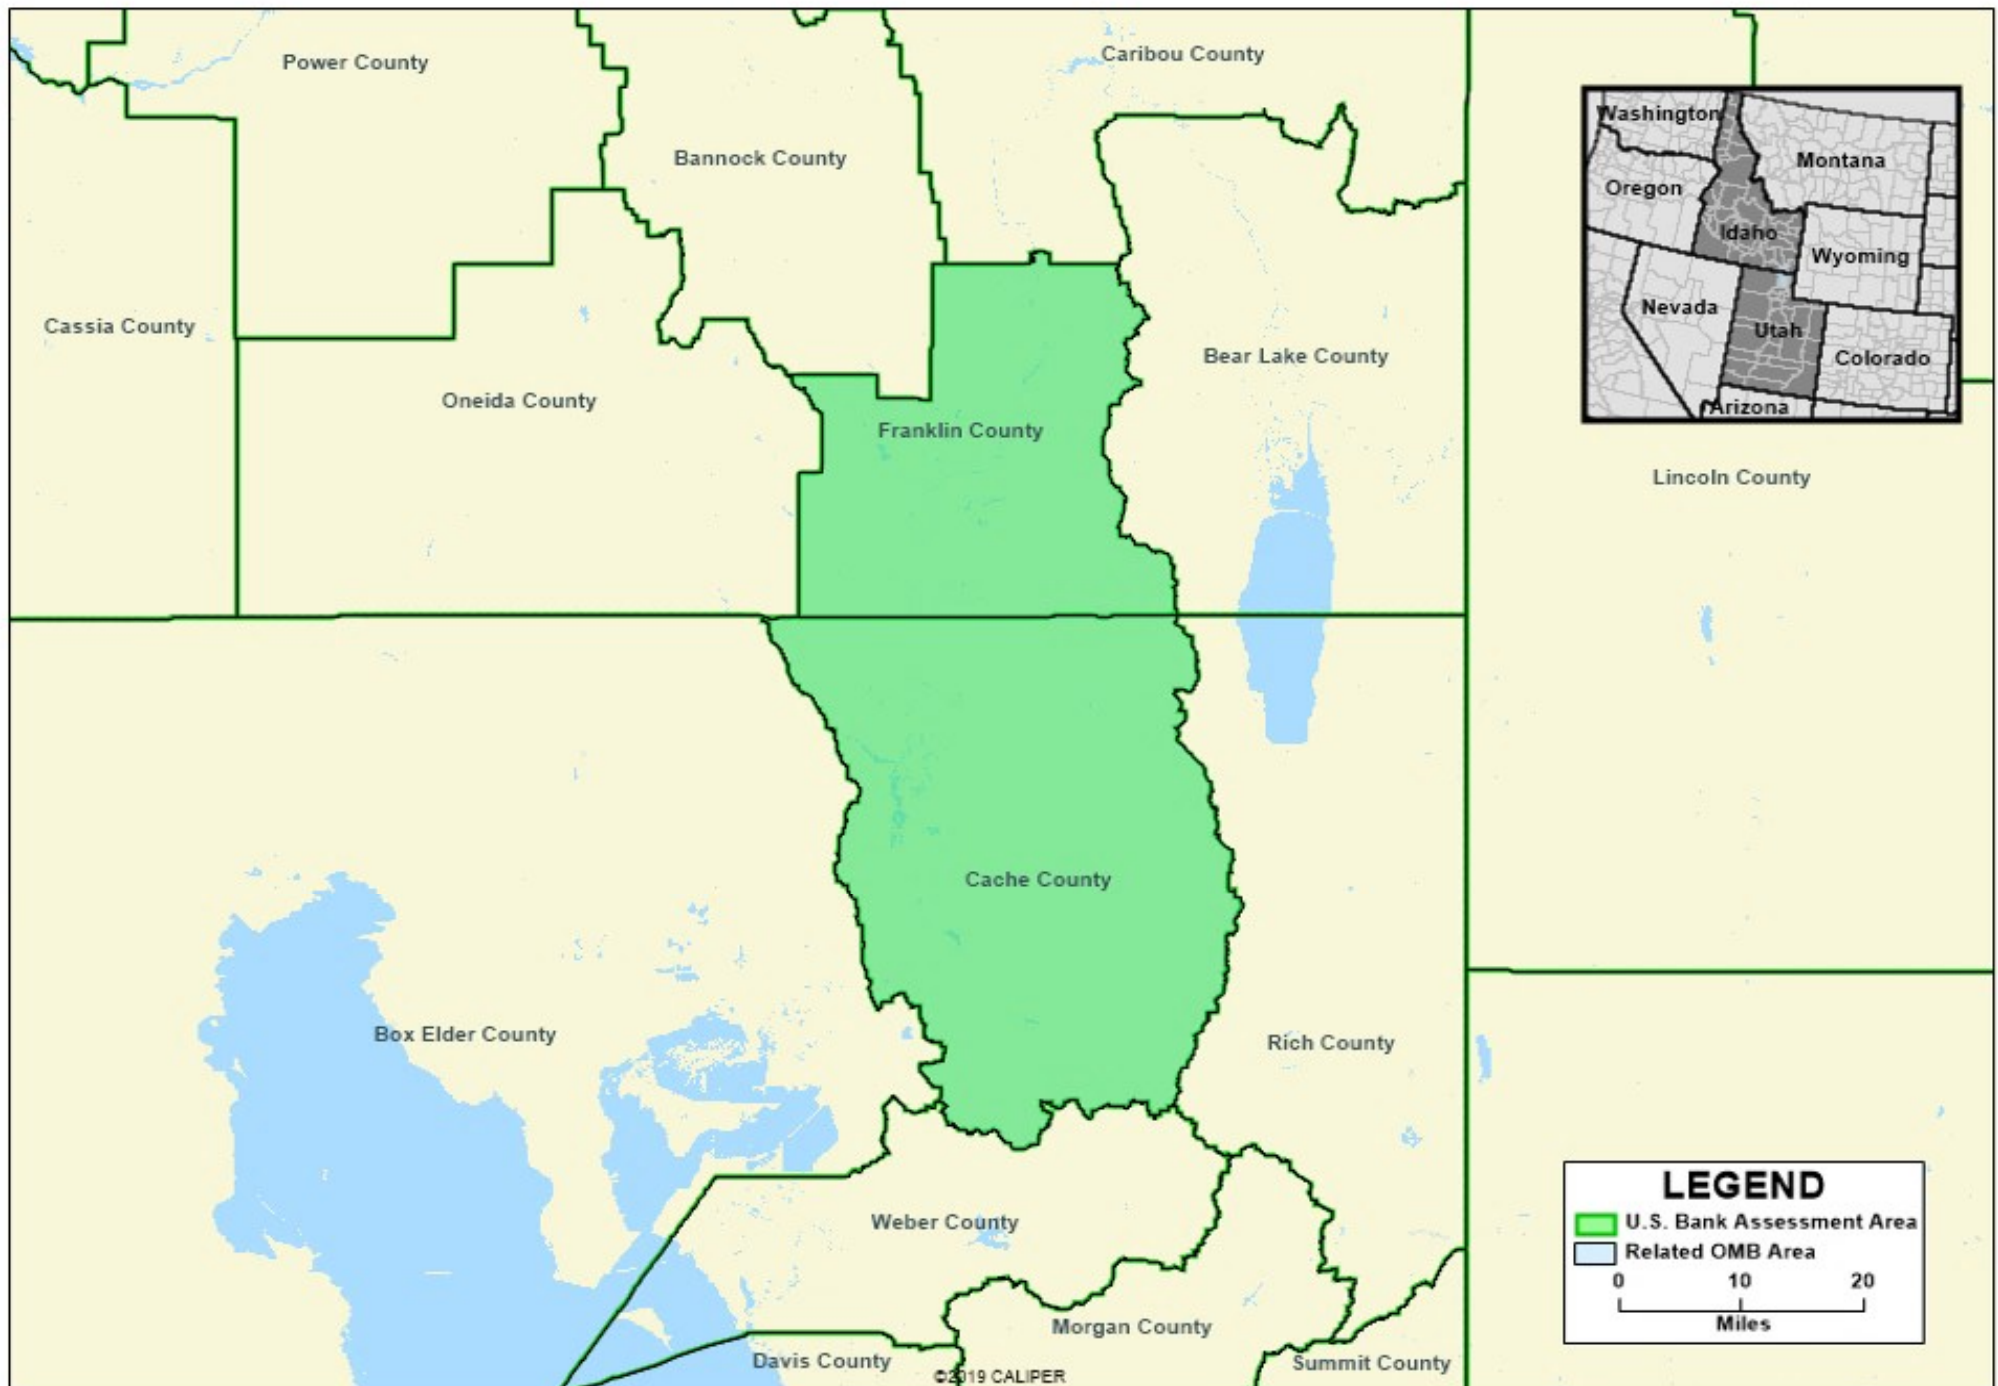 Power County
Caribou County
Bannock County
Cassia County
Oneida County
Bear Lake County
Franklin County
Lincoln County
Cache County
Box Elder County
Rich County
Weber County
Morgan County
Davis County
Summit County
©2019 CALIPER
Washington
Montana
Oregon
Idaho
Wyoming
Nevada
Utah
Colorado
Arizona
LEGEND
U.S. Bank Assessment Area
Related OMB Area
0 10 20
Miles